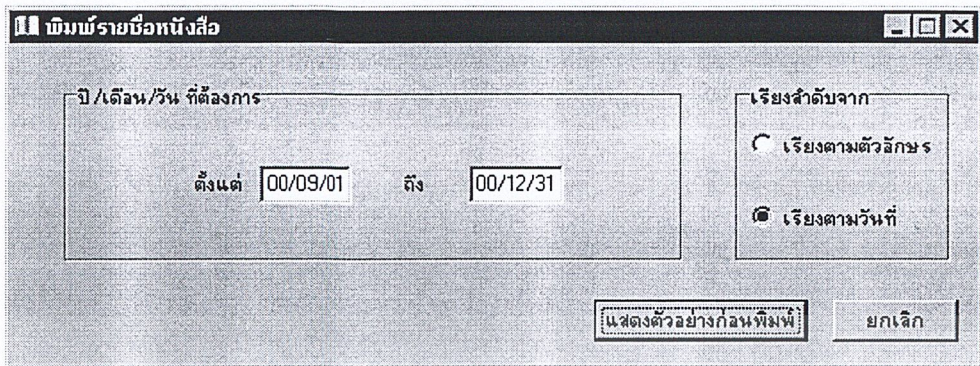 พิมพ์รายชื่อหนังสือ
ปี/เดือน/วัน ที่ต้องการ
ตั้งแต่ 00/09/01 ถึง 00/12/31
เรียงลำดับจาก
เรียงตามตัวอักษร
เรียงตามวันที่
แสดงตัวอย่างก่อนพิมพ์ ยกเลิก